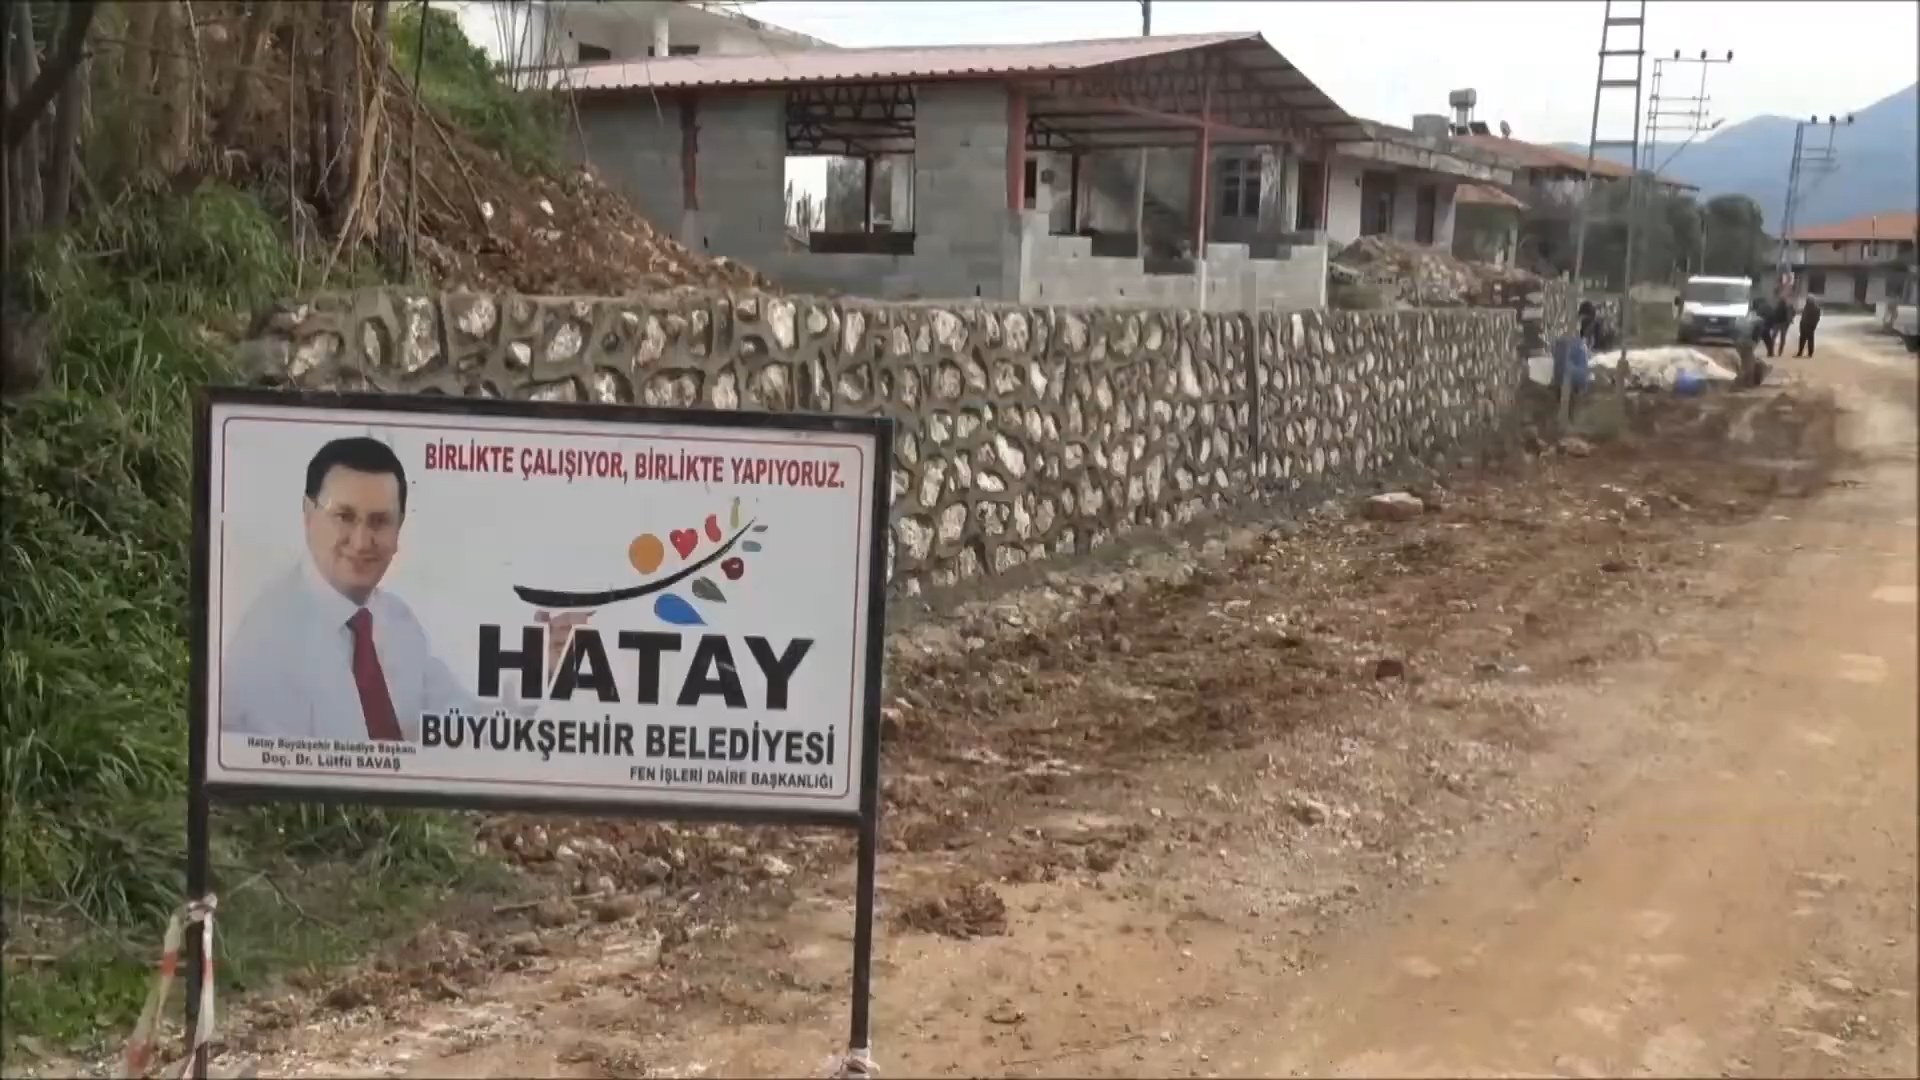 BİRLİKTE ÇALIŞIYOR, BİRLİKTE YAPIYORUZ.
HATAY
BÜYÜKŞEHİR BELEDİYESİ
FEN İŞLERİ DAİRE BAŞKANLIĞI
Hatay Büyükşehir Belediye Başkanı
Doç. Dr. Lütfü SAVAŞ